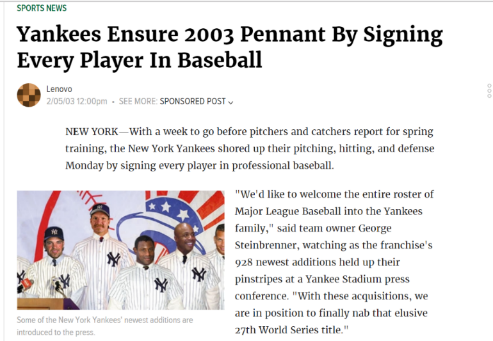 SPORTS NEWS
Yankees Ensure 2003 Pennant By Signing
Every Player In Baseball
Lenovo
2/05/03 12:00pm • SEE MORE: SPONSORED POST
NEW YORK—With a week to go before pitchers and catchers report for spring
training, the New York Yankees shored up their pitching, hitting, and defense
Monday by signing every player in professional baseball.
"We'd like to welcome the entire roster of
Major League Baseball into the Yankees
family," said team owner George
Steinbrenner, watching as the franchise's
928 newest additions held up their
pinstripes at a Yankee Stadium press
conference. "With these acquisitions, we
are in position to finally nab that elusive
27th World Series title."
Some of the New York Yankees' newest additions are
introduced to the press.